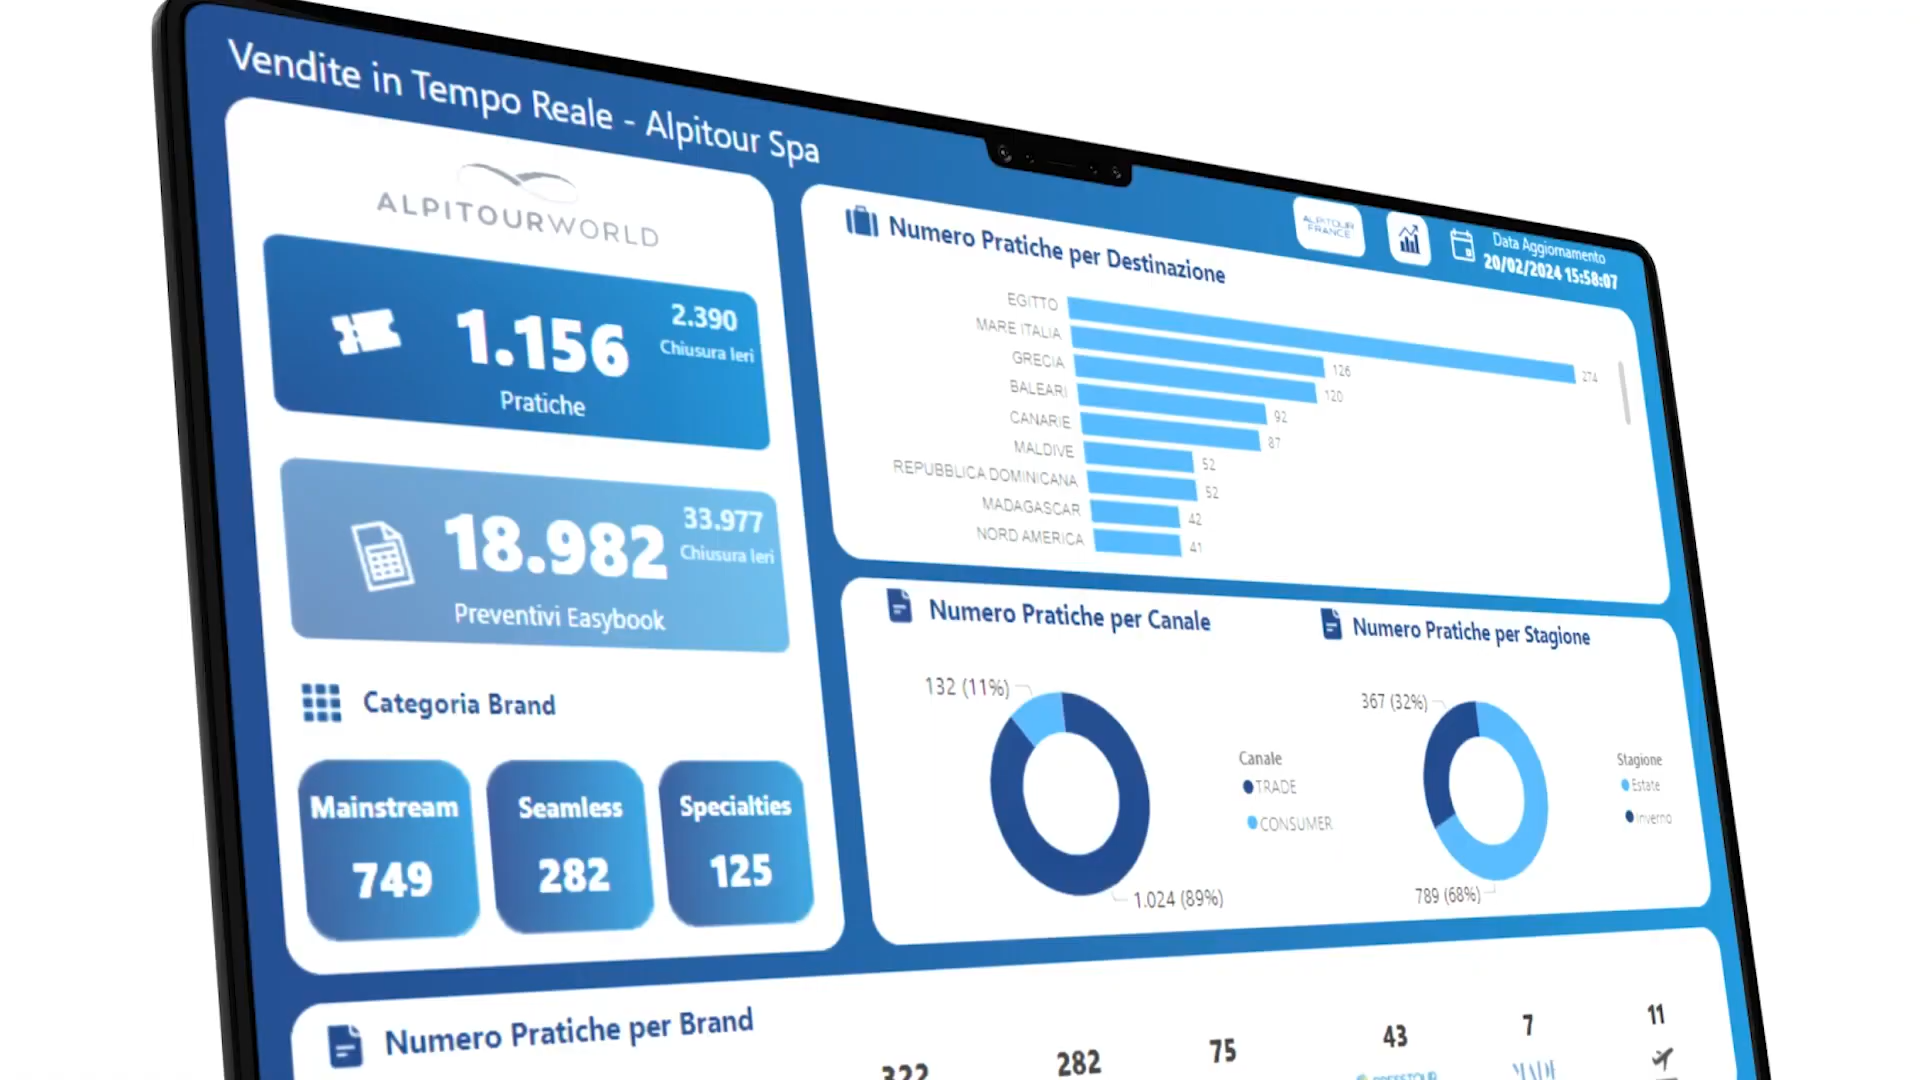 Vendite in Tempo Reale - Alpitour Spa
ALPITOURWORLD
1.156
Pratiche
2.390
Chiusura Ieri
18.982
Preventivi Easybook
33.977
Chiusura Ieri
Categoria Brand
Mainstream
749
Seamless
282
Specialties
125
ALPITOUR
FRANCE
Data Aggiornamento
20/02/2024 15:58:07
Numero Pratiche per Destinazione
EGITTO 274
MARE ITALIA 126
GRECIA 120
BALEARI 92
CANARIE 87
MALDIVE 52
REPUBBLICA DOMINICANA 52
MADAGASCAR 42
NORD AMERICA 41
Numero Pratiche per Canale
132 (11%)
1.024 (89%)
Canale
TRADE
CONSUMER
Numero Pratiche per Stagione
367 (32%)
789 (68%)
Stagione
Estate
Inverno
Numero Pratiche per Brand
322
282
75
43
7
11
MADE